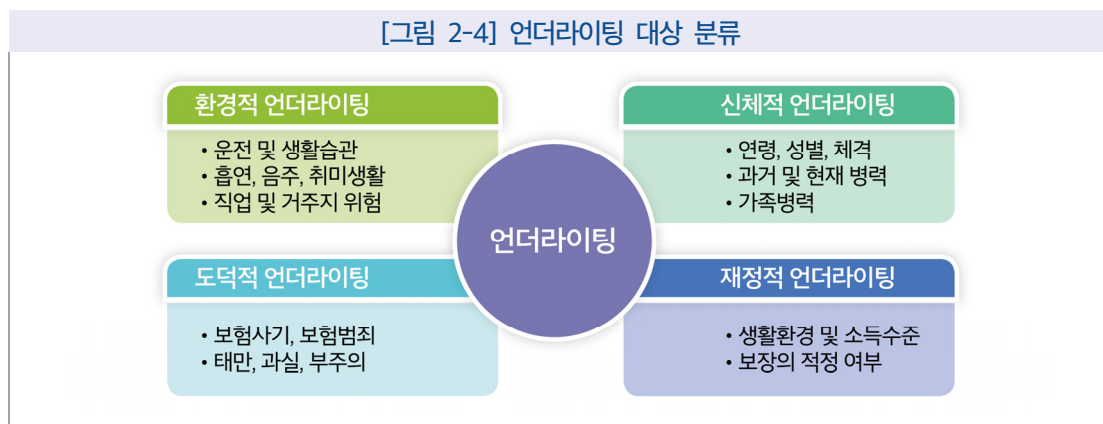 [그림 2-4] 언더라이팅 대상 분류
환경적 언더라이팅
• 운전 및 생활습관
• 흡연, 음주, 취미생활
• 직업 및 거주지 위험
신체적 언더라이팅
• 연령, 성별, 체격
• 과거 및 현재 병력
• 가족병력
언더라이팅
도덕적 언더라이팅
• 보험사기, 보험범죄
• 태만, 과실, 부주의
재정적 언더라이팅
• 생활환경 및 소득수준
• 보장의 적정 여부